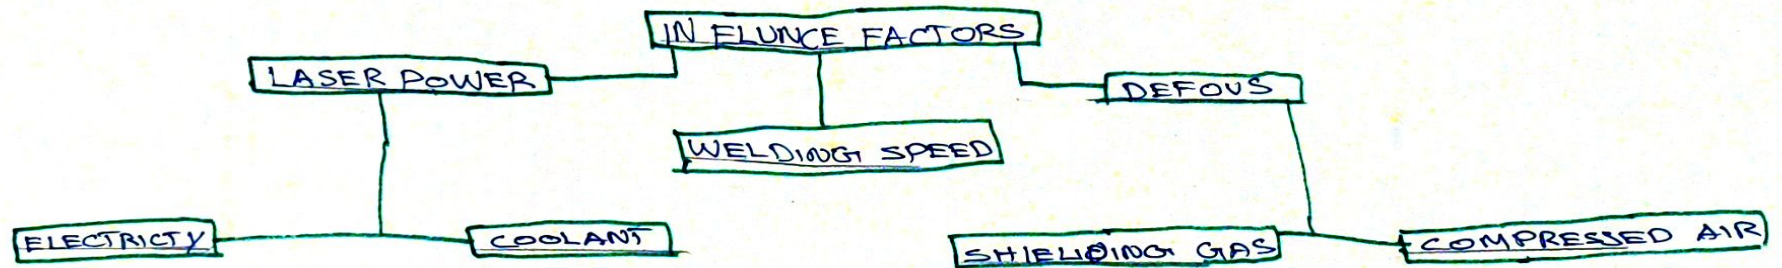 IN FLUNCE FACTORS
LASER POWER
DEFOUS
WELDING SPEED
ELECTRICTY
COOLANT
SHIELDING GAS
COMPRESSED AIR